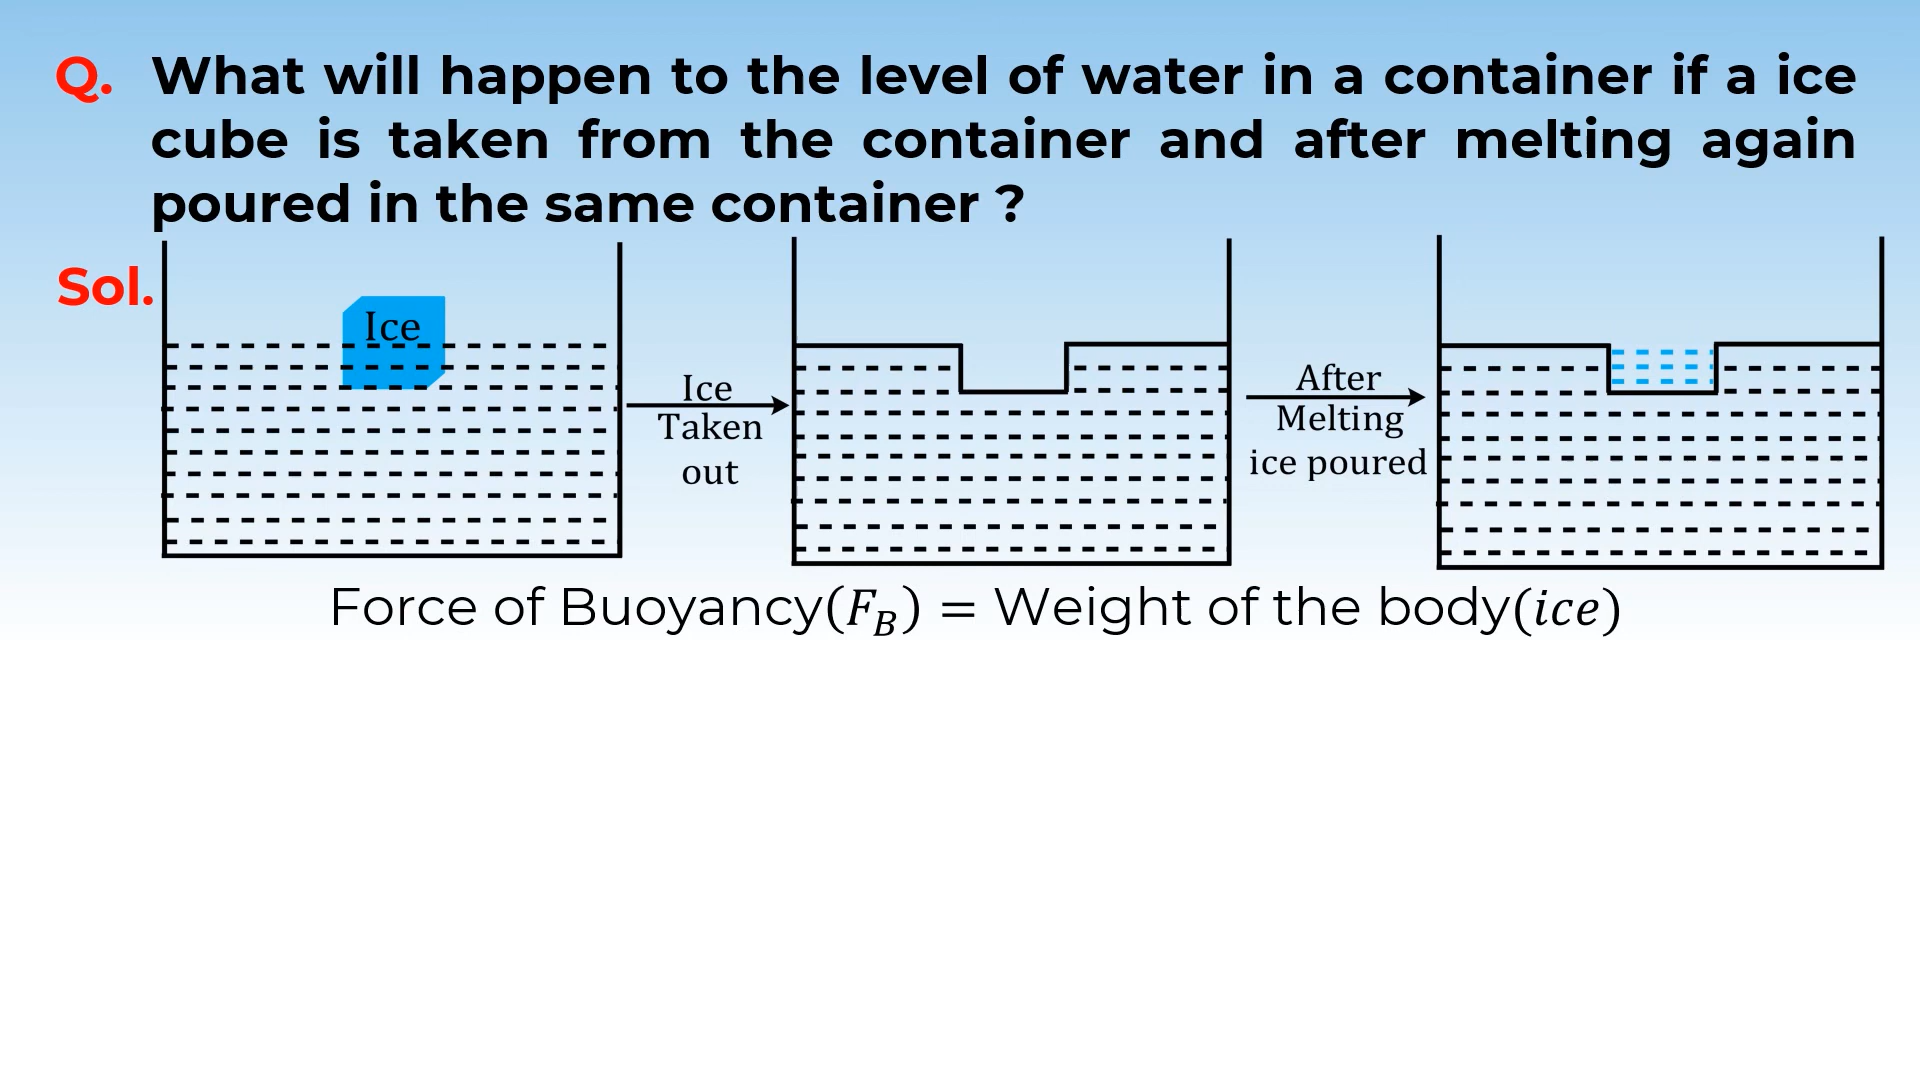 Q. What will happen to the level of water in a container if a ice
cube is taken from the container and after melting again
poured in the same container ?
Sol.
Ice
Ice
Taken
out
After
Melting
ice poured
Force of Buoyancy(F_B) = Weight of the body(ice)